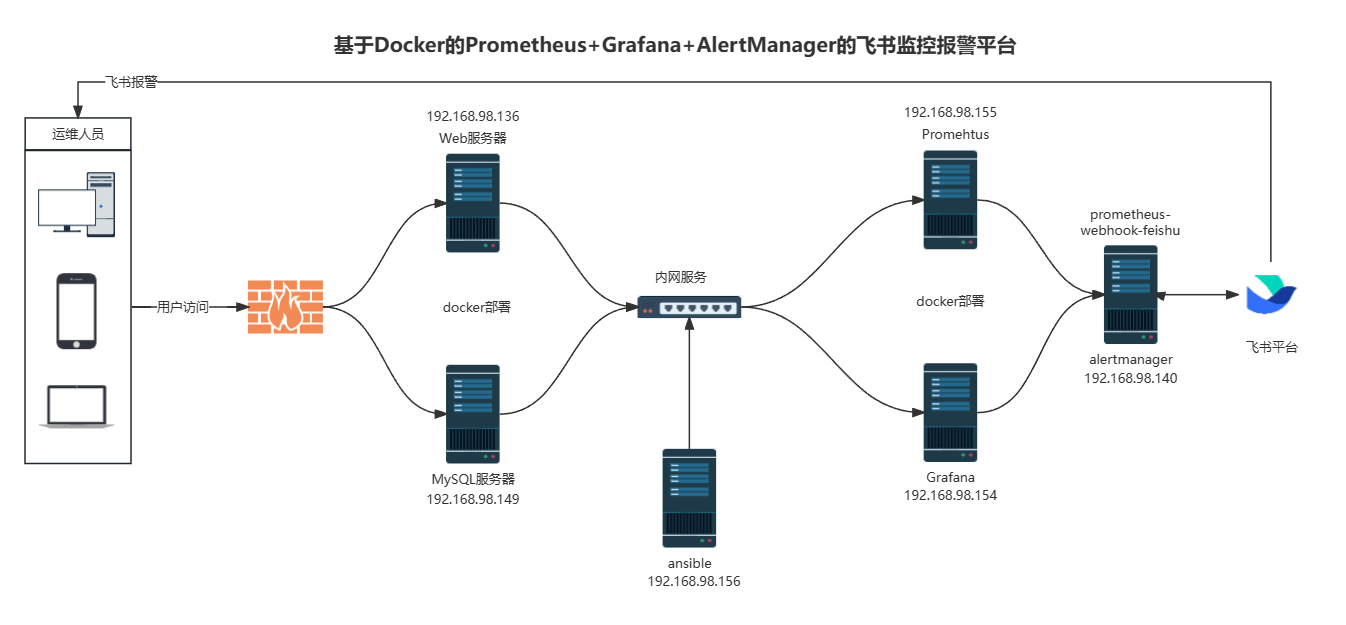 基于Docker的Prometheus+Grafana+AlertManager的飞书监控报警平台
飞书报警
运维人员
用户访问
192.168.98.136
Web服务器
docker部署
MySQL服务器
192.168.98.149
内网服务
ansible
192.168.98.156
192.168.98.155
Promehtus
docker部署
Grafana
192.168.98.154
prometheus-
webhook-feishu
alertmanager
192.168.98.140
飞书平台